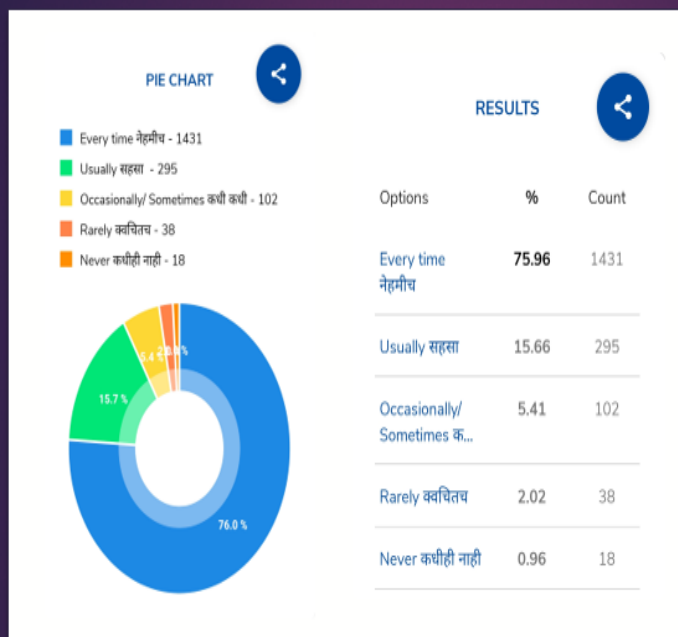 PIE CHART
Every time नेहमीच - 1431
Usually सहसा - 295
Occasionally/ Sometimes कधी कधी - 102
Rarely क्वचितच - 38
Never कधीही नाही - 18
5.4 %
15.7 %
76.0 %
RESULTS
Options % Count
Every time 75.96 1431
नेहमीच
Usually सहसा 15.66 295
Occasionally/ 5.41 102
Sometimes क...
Rarely क्वचितच 2.02 38
Never कधीही नाही 0.96 18